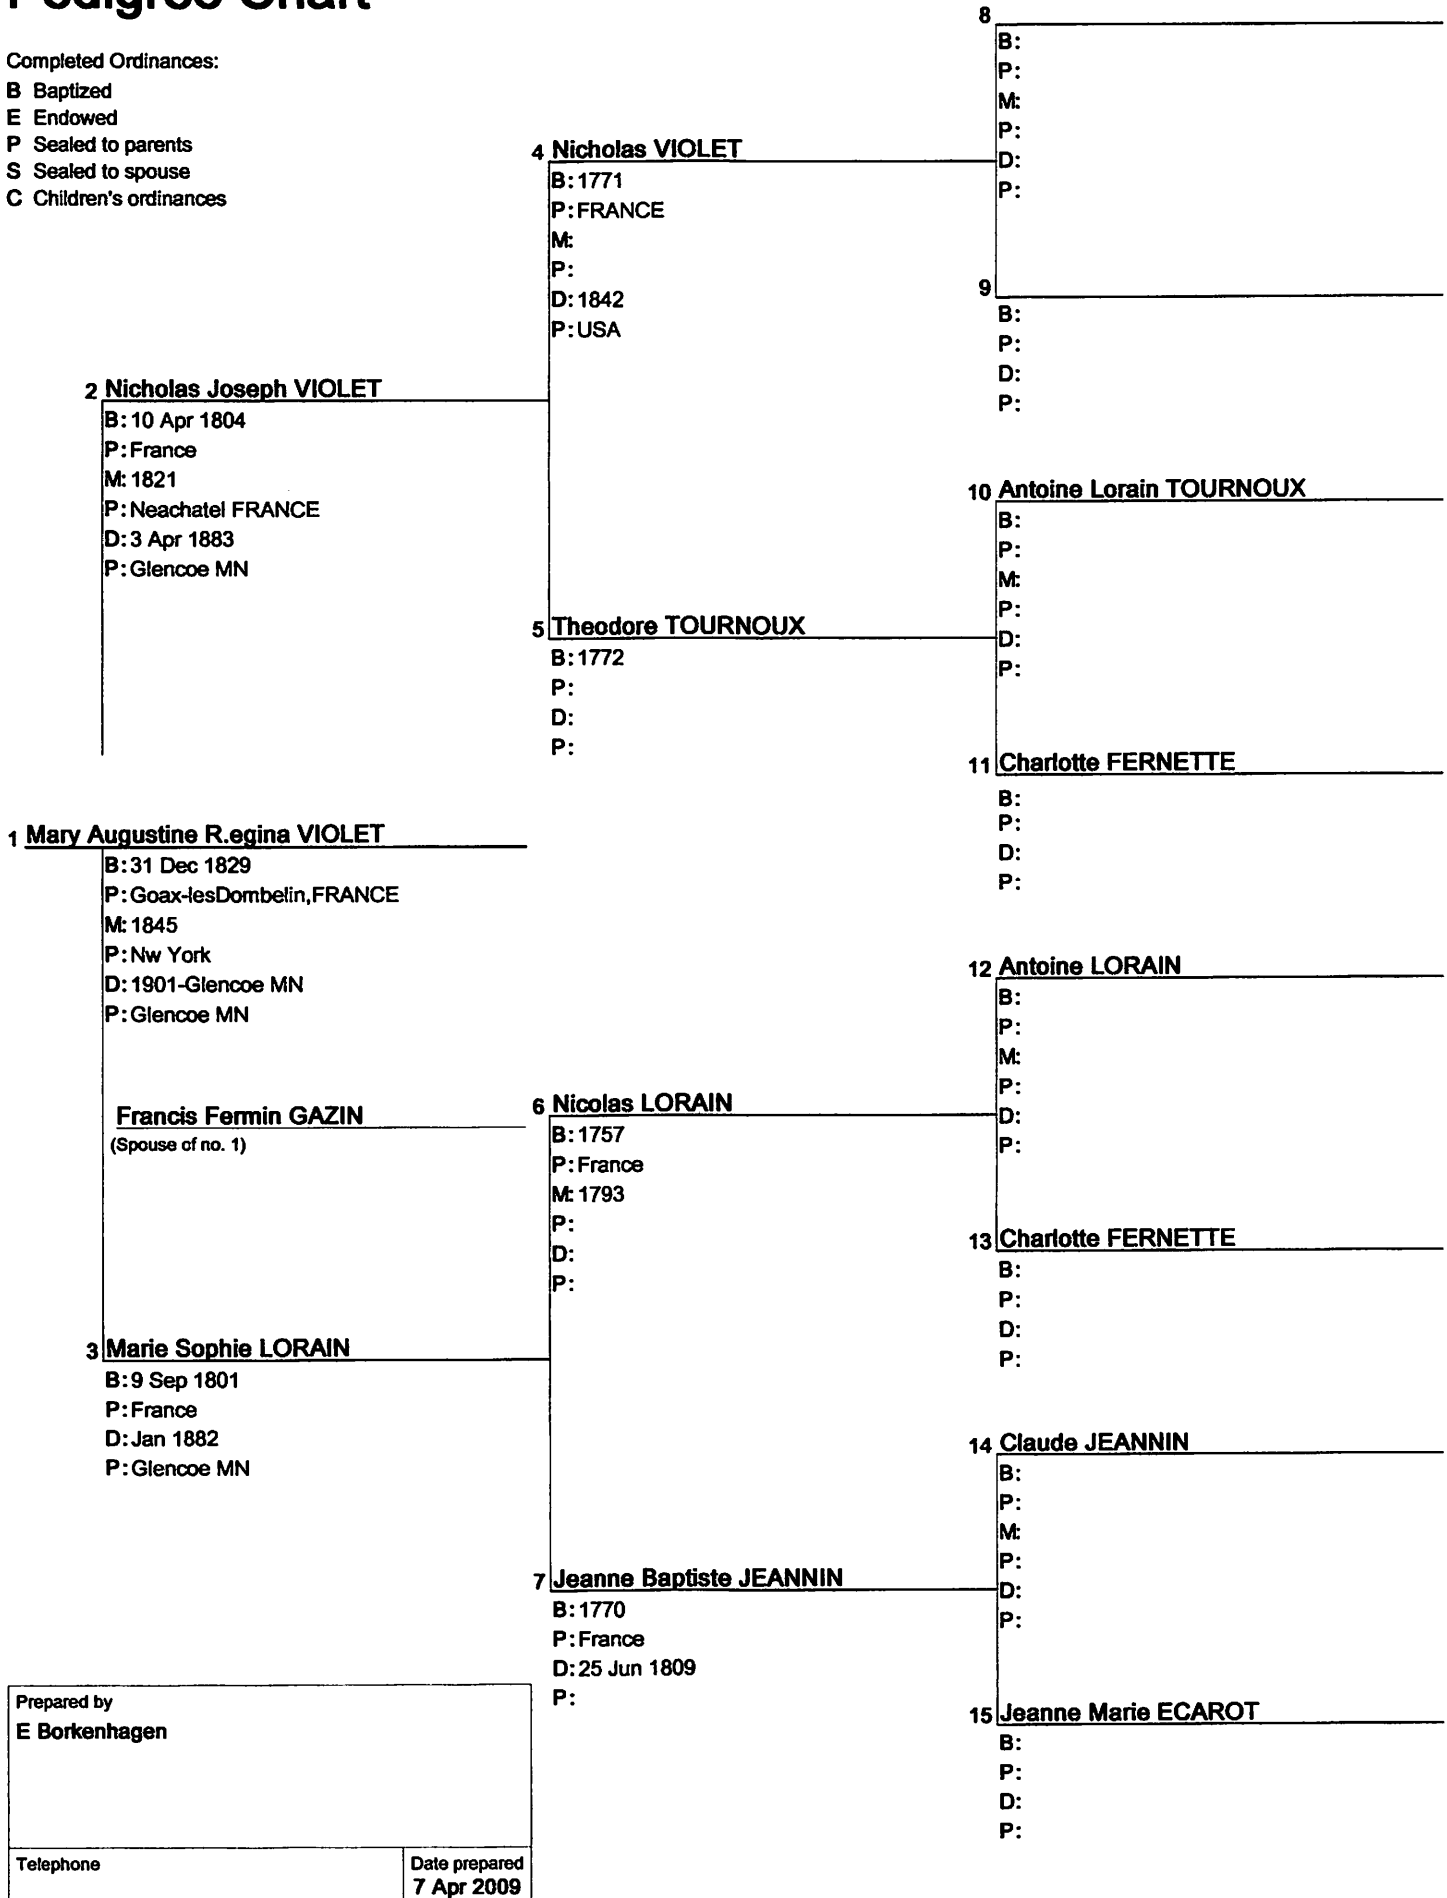 Pedigree Chart
Completed Ordinances:
B Baptized
E Endowed
P Sealed to parents
S Sealed to spouse
C Children's ordinances
8
B:
P:
M:
P:
D:
P:
4 Nicholas VIOLET
B: 1771
P: FRANCE
M:
P:
D: 1842
P: USA
9
B:
P:
D:
P:
2 Nicholas Joseph VIOLET
B: 10 Apr 1804
P: France
M: 1821
P: Neachatel FRANCE
D: 3 Apr 1883
P: Glencoe MN
10 Antoine Lorain TOURNOUX
B:
P:
M:
P:
D:
P:
5 Theodore TOURNOUX
B: 1772
P:
D:
P:
11 Charlotte FERNETTE
B:
P:
D:
P:
1 Mary Augustine R.egina VIOLET
B: 31 Dec 1829
P: Goax-lesDombelin,FRANCE
M: 1845
P: Nw York
D: 1901-Glencoe MN
P: Glencoe MN
Francis Fermin GAZIN
(Spouse of no. 1)
12 Antoine LORAIN
B:
P:
M:
P:
D:
P:
6 Nicolas LORAIN
B: 1757
P: France
M: 1793
P:
D:
P:
13 Charlotte FERNETTE
B:
P:
D:
P:
3 Marie Sophie LORAIN
B: 9 Sep 1801
P: France
D: Jan 1882
P: Glencoe MN
14 Claude JEANNIN
B:
P:
M:
P:
D:
P:
7 Jeanne Baptiste JEANNIN
B: 1770
P: France
D: 25 Jun 1809
P:
15 Jeanne Marie ECAROT
B:
P:
D:
P:
Prepared by
E Borkenhagen
Telephone
Date prepared
7 Apr 2009